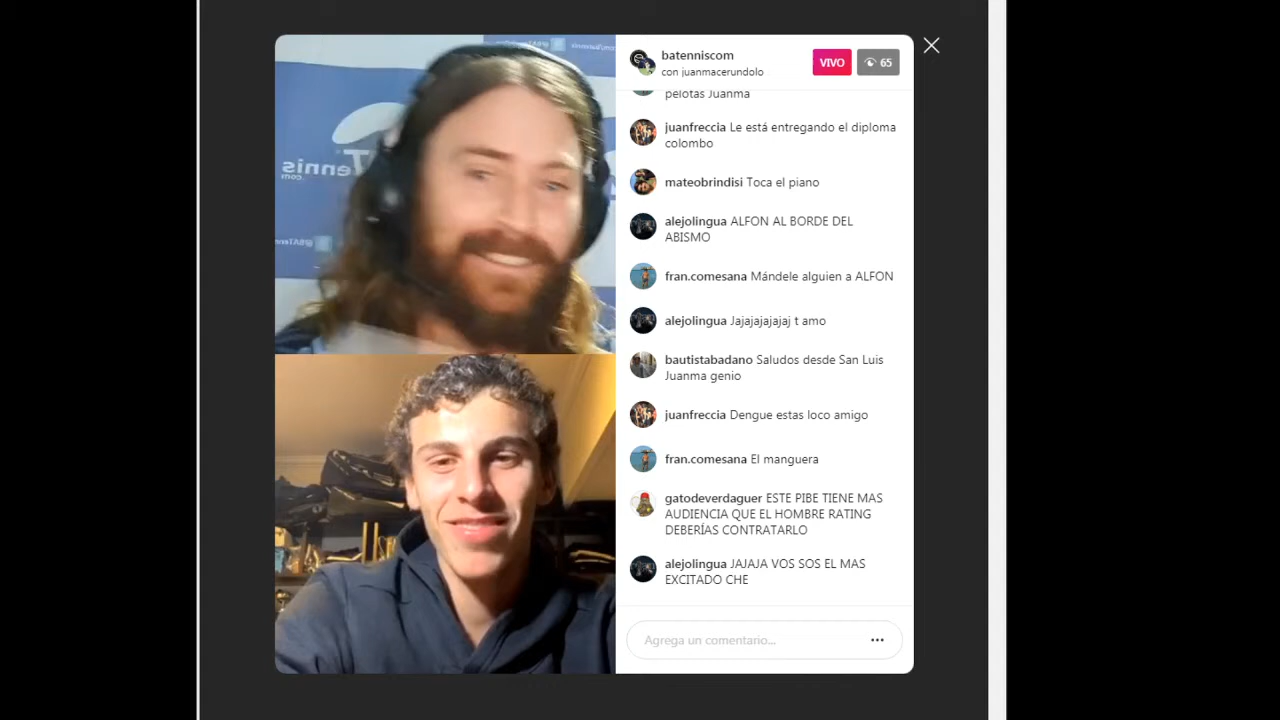 batenniscom
con juanmacerundolo
VIVO
65
pelotas Juanma
juanfreccia Le está entregando el diploma
colombo
mateobrindisi Toca el piano
alejolingua ALFON AL BORDE DEL
ABISMO
fran.comesana Mándele alguien a ALFON
alejolingua Jajajajajajaj t amo
bautistabadano Saludos desde San Luis
Juanma genio
juanfreccia Dengue estas loco amigo
fran.comesana El manguera
gatodeverdaguer ESTE PIBE TIENE MAS
AUDIENCIA QUE EL HOMBRE RATING
DEBERÍAS CONTRATARLO
alejolingua JAJAJA VOS SOS EL MAS
EXCITADO CHE
Agrega un comentario...
Tennis
.com